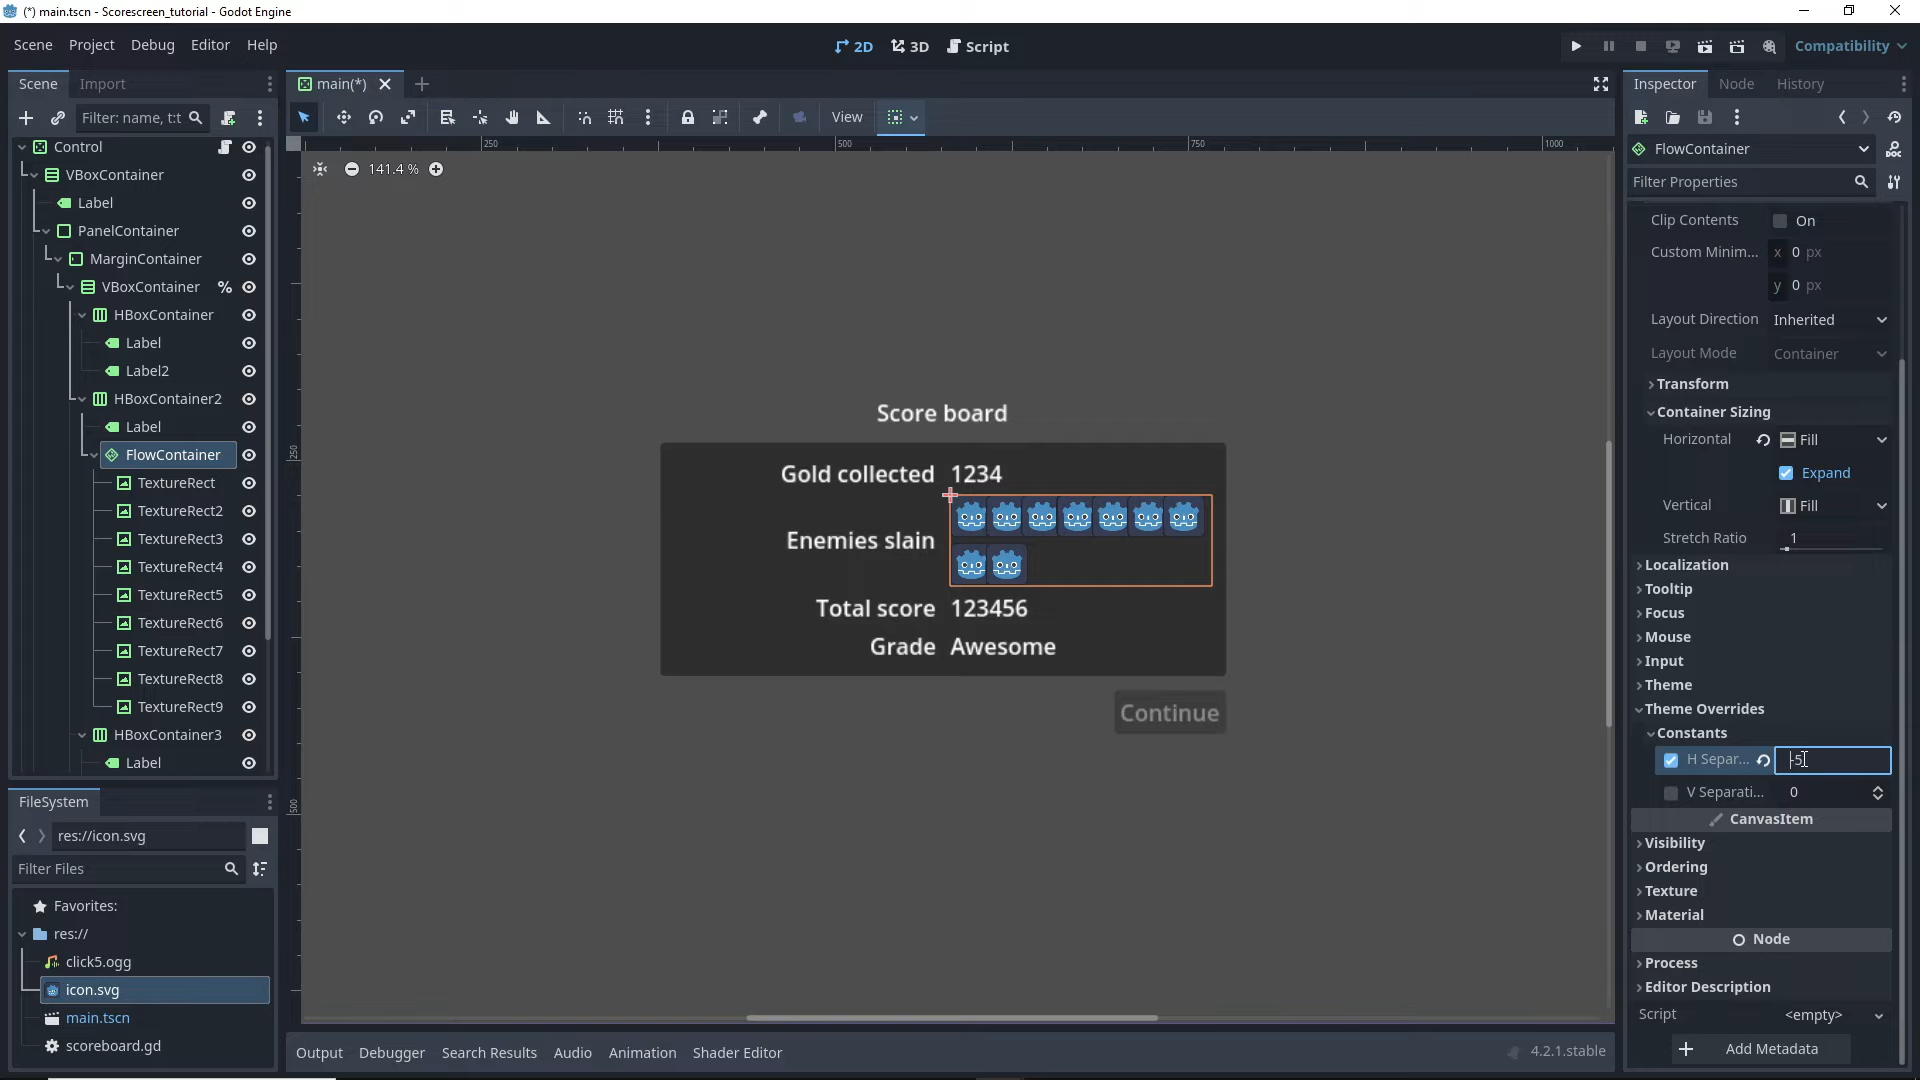 (*) main.tscn - Scorescreen_tutorial - Godot Engine
Scene Project Debug Editor Help
2D 3D Script
Compatibility
Scene Import
main(*)
Inspector Node History
Filter: name, t:t
View
FlowContainer
Filter Properties
250 500 750 1000
141.4 %
250
500
Control
VBoxContainer
Label
PanelContainer
MarginContainer
VBoxContainer %
HBoxContainer
Label
Label2
HBoxContainer2
Label
FlowContainer
TextureRect
TextureRect2
TextureRect3
TextureRect4
TextureRect5
TextureRect6
TextureRect7
TextureRect8
TextureRect9
HBoxContainer3
Label
FileSystem
res://icon.svg
Filter Files
Favorites:
res://
click5.ogg
icon.svg
main.tscn
scoreboard.gd
Score board
Gold collected 1234
Enemies slain
Total score 123456
Grade Awesome
Continue
Output Debugger Search Results Audio Animation Shader Editor
4.2.1.stable
Clip Contents On
Custom Minim... x 0 px
y 0 px
Layout Direction Inherited
Layout Mode Container
Transform
Container Sizing
Horizontal Fill
Expand
Vertical Fill
Stretch Ratio 1
Localization
Tooltip
Focus
Mouse
Input
Theme
Theme Overrides
Constants
H Separ... -5
V Separati... 0
CanvasItem
Visibility
Ordering
Texture
Material
Node
Process
Editor Description
Script <empty>
Add Metadata